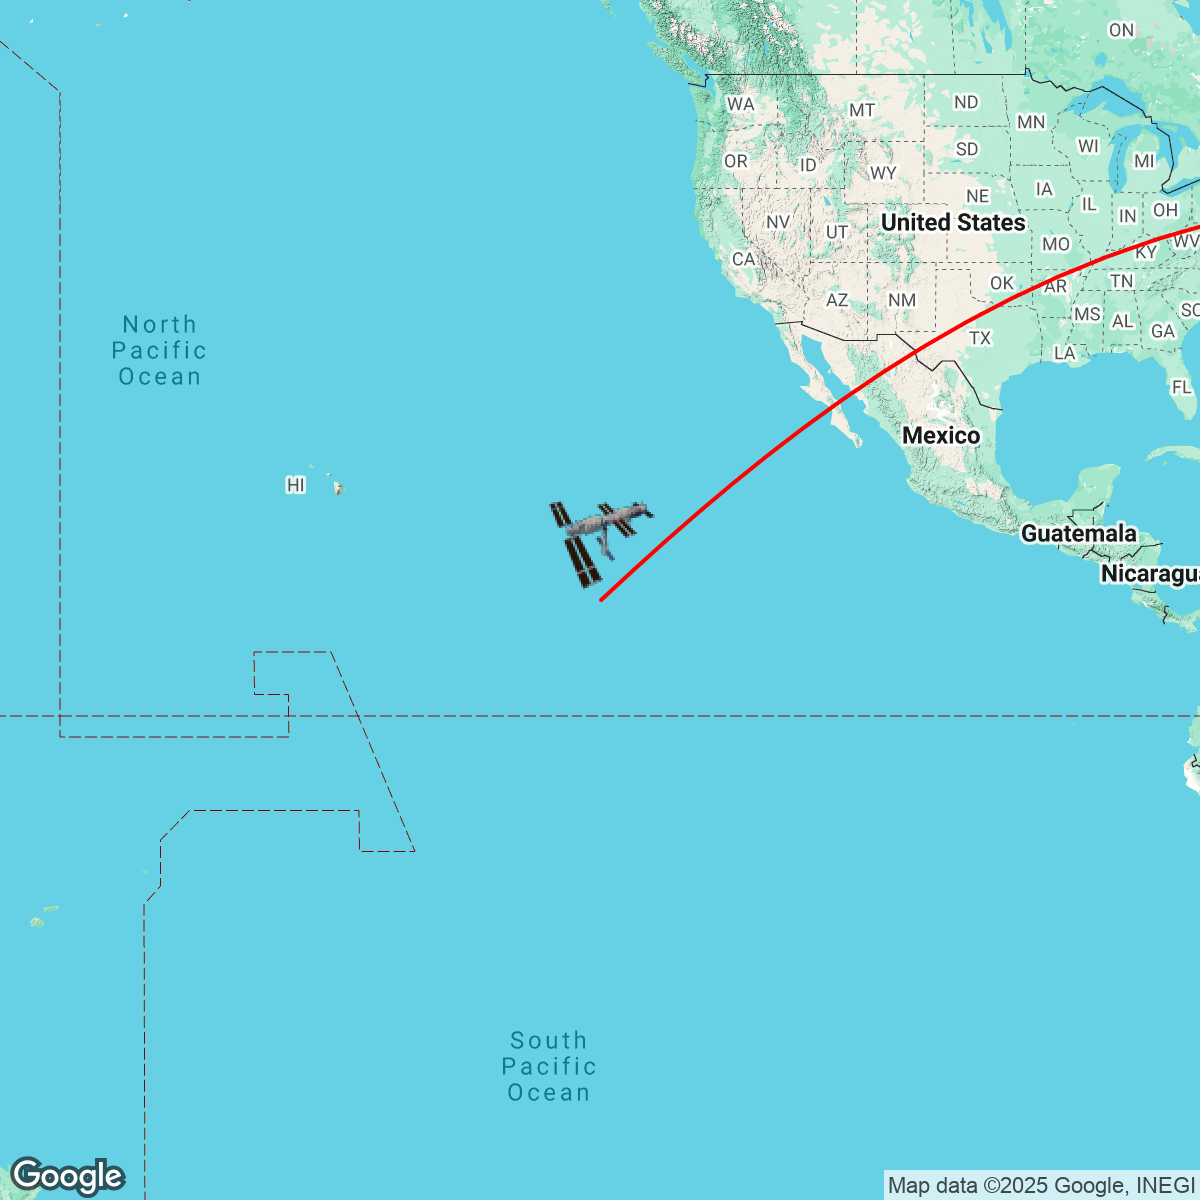 ON
WA
MT
ND
MN
WI
MI
OR
ID
WY
SD
NE
IA
IL
IN
OH
NV
UT
United States
MO
KY
WV
CA
AZ
NM
OK
AR
TN
MS
AL
GA
SC
TX
LA
FL
North
Pacific
Ocean
HI
Mexico
Guatemala
Nicaragua
South
Pacific
Ocean
Google
Map data ©2025 Google, INEGI